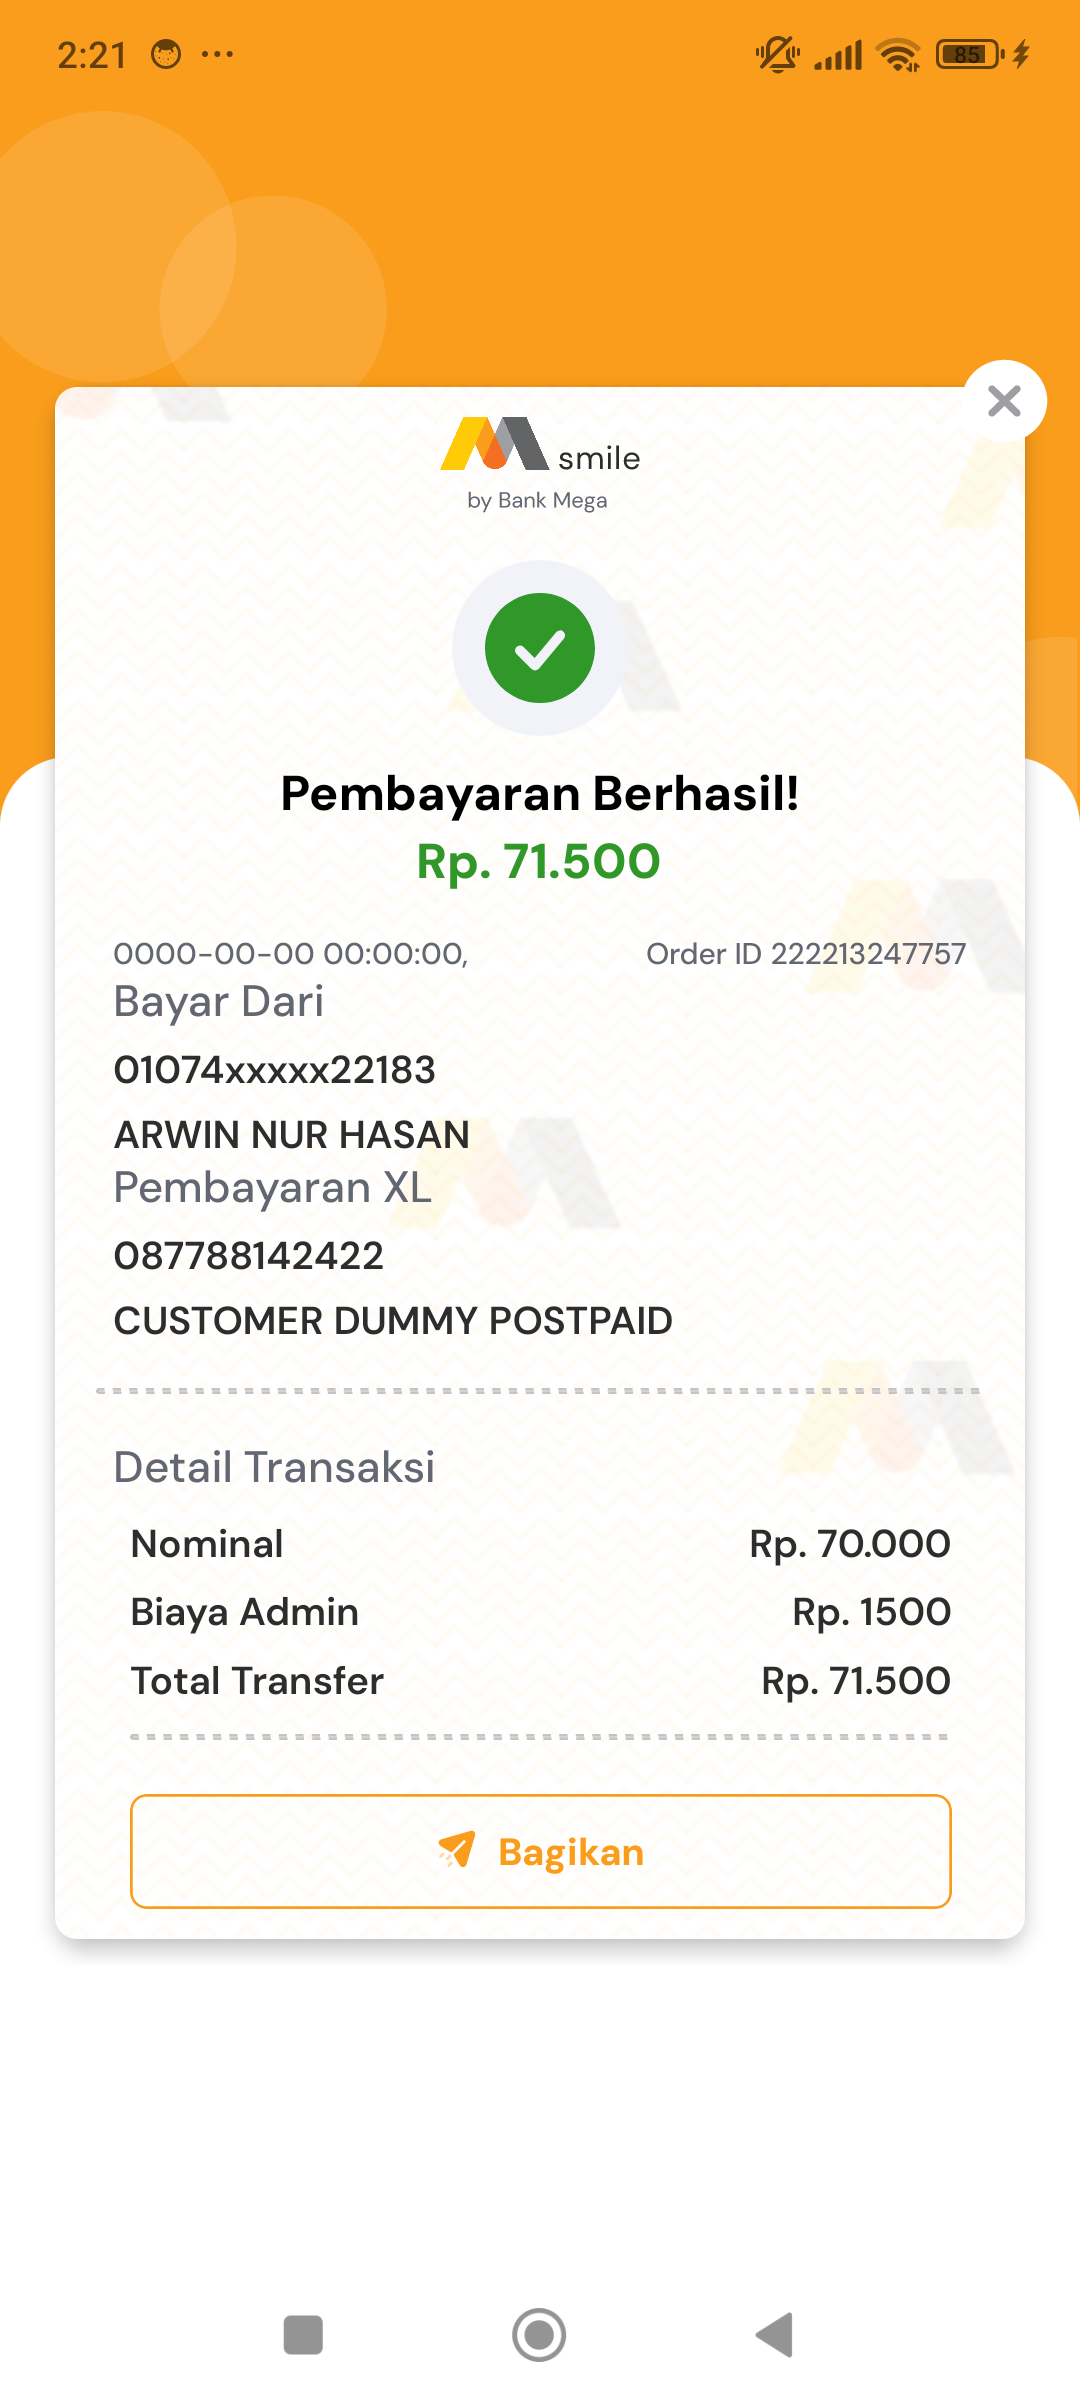 2:21
85
smile
by Bank Mega
Pembayaran Berhasil!
Rp. 71.500
0000-00-00 00:00:00, Order ID 222213247757
Bayar Dari
01074xxxxx22183
ARWIN NUR HASAN
Pembayaran XL
087788142422
CUSTOMER DUMMY POSTPAID
Detail Transaksi
Nominal Rp. 70.000
Biaya Admin Rp. 1500
Total Transfer Rp. 71.500
Bagikan